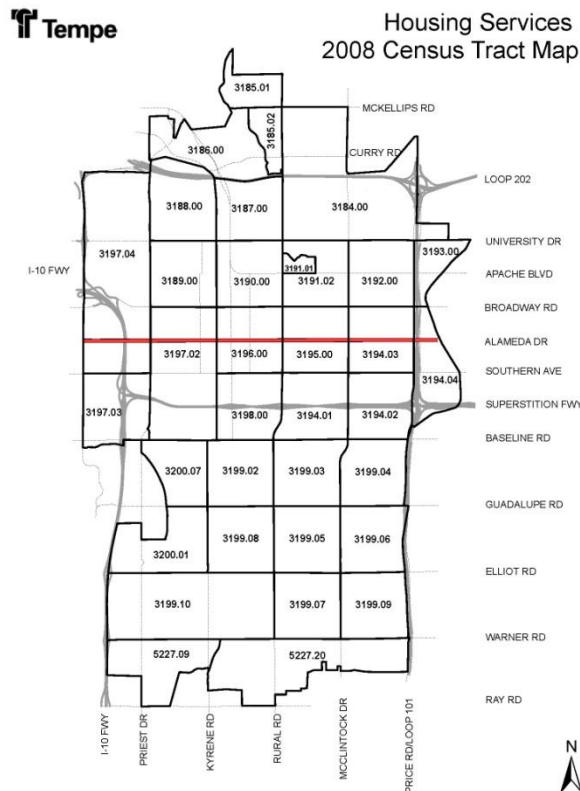 Tempe
Housing Services
2008 Census Tract Map
3185.01
MCKELLIPS RD
3185.02
3186.00
CURRY RD
LOOP 202
3188.00
3187.00
3184.00
UNIVERSITY DR
3193.00
3197.04
I-10 FWY
3191.01
APACHE BLVD
3189.00
3190.00
3191.02
3192.00
BROADWAY RD
ALAMEDA DR
3197.02
3196.00
3195.00
3194.03
SOUTHERN AVE
3194.04
3197.03
SUPERSTITION FWY
3198.00
3194.01
3194.02
BASELINE RD
3200.07
3199.02
3199.03
3199.04
GUADALUPE RD
3199.08
3199.05
3199.06
3200.01
ELLIOT RD
3199.10
3199.07
3199.09
WARNER RD
5227.09
5227.20
RAY RD
I-10 FWY
PRIEST DR
KYRENE RD
RURAL RD
MCCLINTOCK DR
PRICE RD/LOOP 101
N